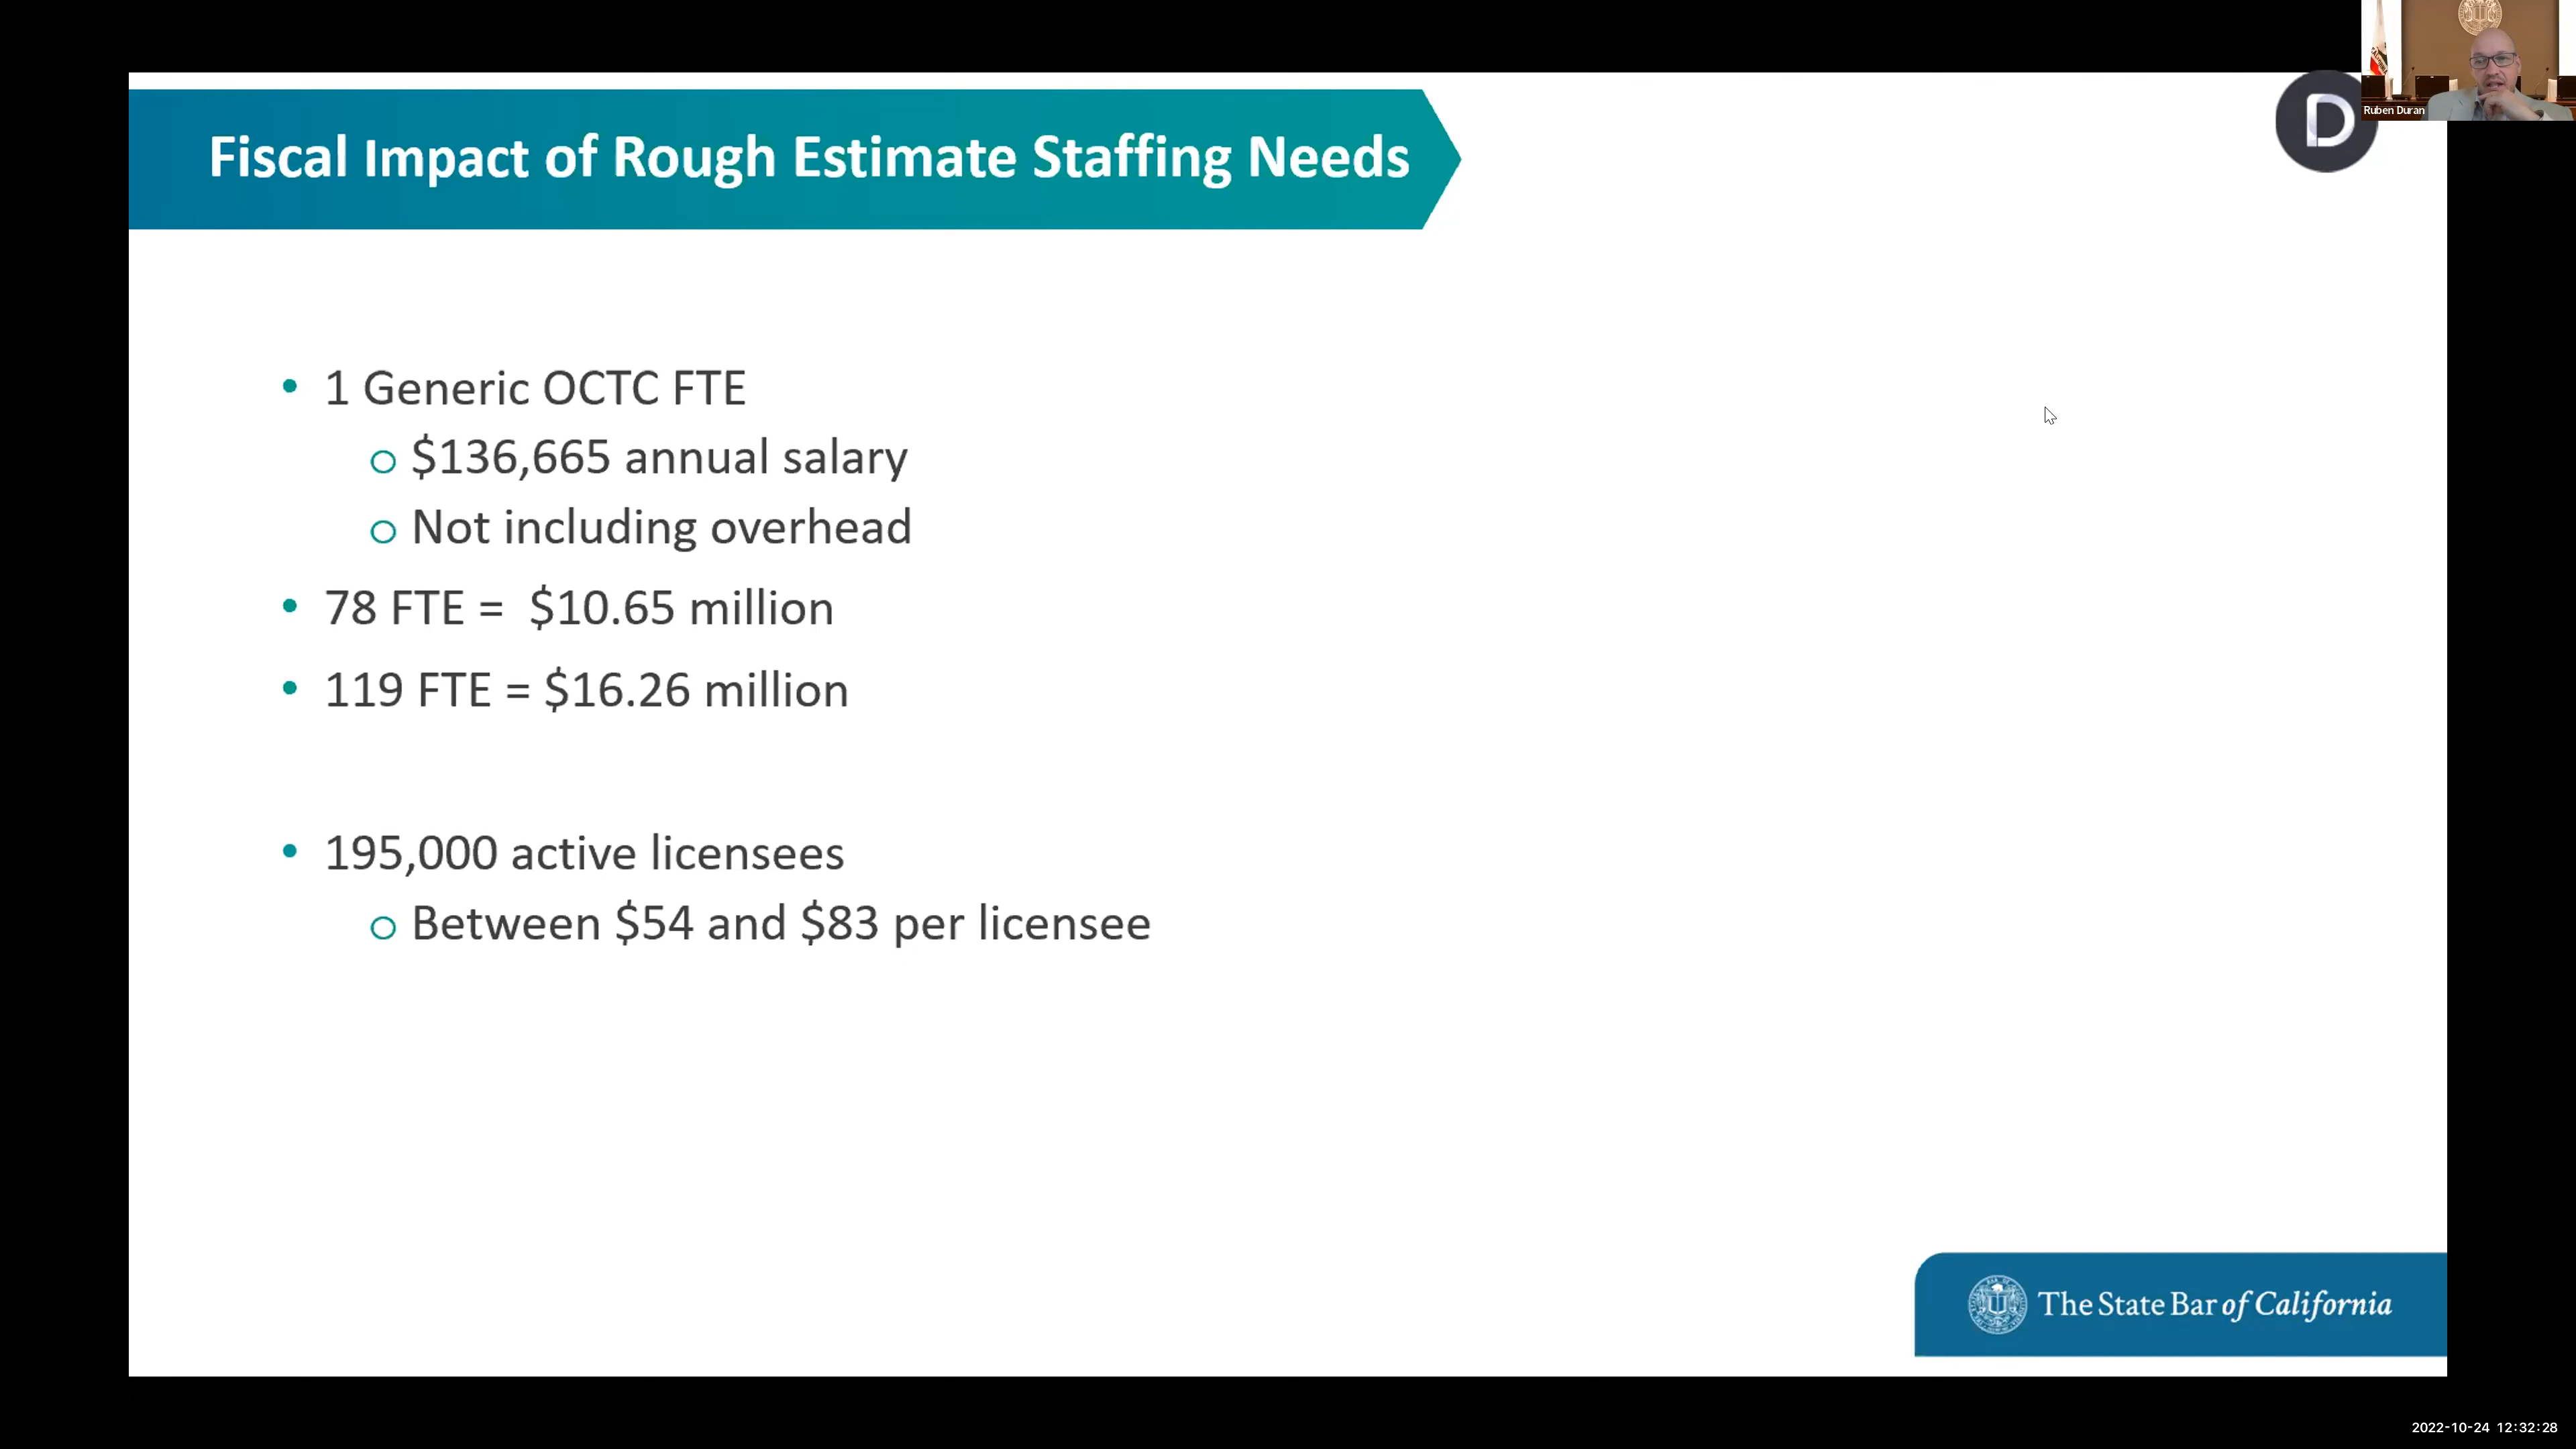 Fiscal Impact of Rough Estimate Staffing Needs
D
Ruben Duran
• 1 Generic OCTC FTE
o $136,665 annual salary
o Not including overhead
• 78 FTE =  $10.65 million
• 119 FTE = $16.26 million
• 195,000 active licensees
o Between $54 and $83 per licensee
The State Bar of California
2022-10-24 12:32:28